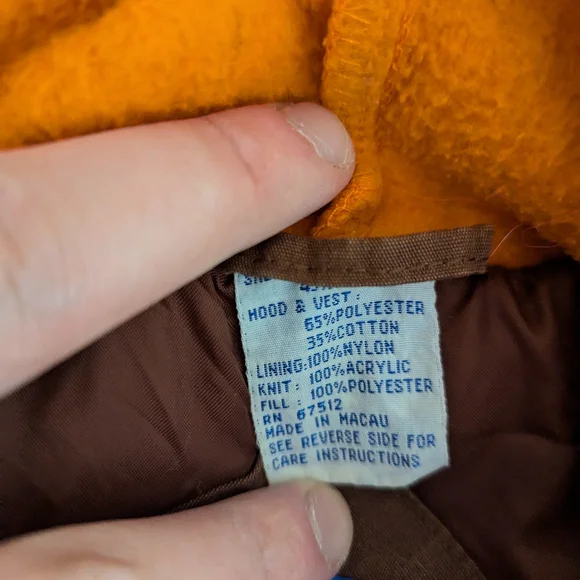 HOOD & VEST:
65%POLYESTER
35%COTTON
LINING:100%NYLON
KNIT: 100%ACRYLIC
FILL: 100%POLYESTER
RN 67512
MADE IN MACAU
SEE REVERSE SIDE FOR
CARE INSTRUCTIONS